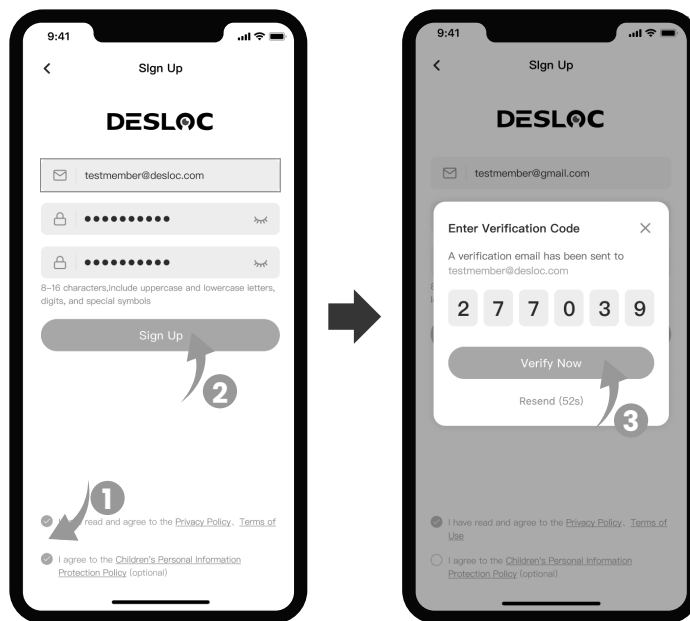 9:41
SIgn Up
DESLOC
testmember@desloc.com
8-16 characters,include uppercase and lowercase letters,
digits, and special symbols
Sign Up
2
1
read and agree to the Privacy Policy、Terms of
I agree to the Children's Personal Information
Protection Policy (optional)
9:41
SIgn Up
DESLOC
testmember@gmail.com
Enter Verification Code
A verification email has been sent to
testmember@desloc.com
2 7 7 0 3 9
Verify Now
Resend (52s)
3
I have read and agree to the Privacy Policy、Terms of
Use
I agree to the Children's Personal Information
Protection Policy (optional)